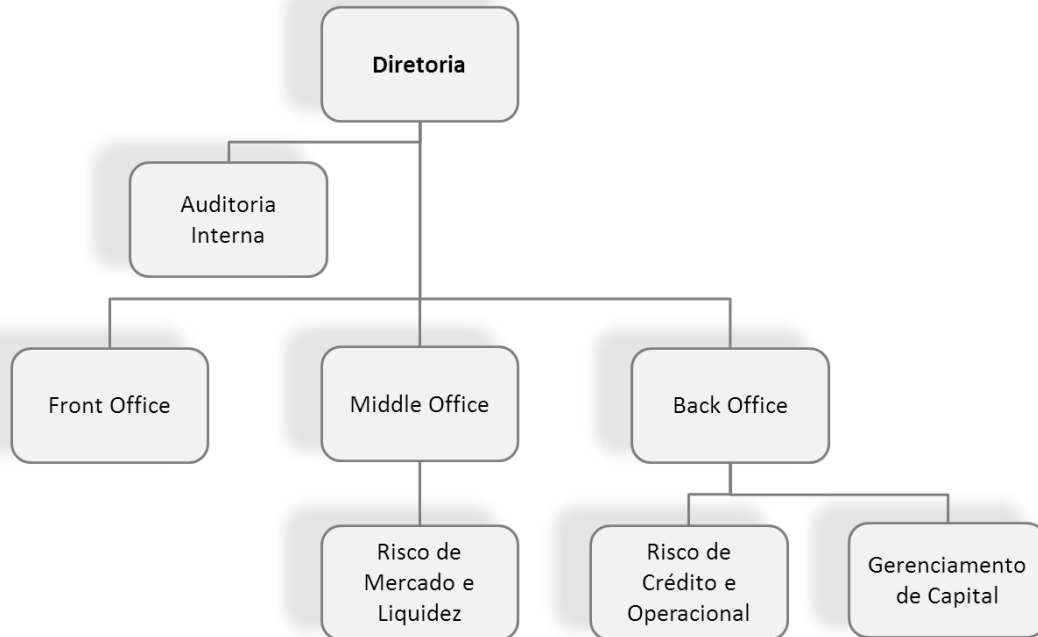 Diretoria
Auditoria
Interna
Front Office
Middle Office
Back Office
Risco de
Mercado e
Liquidez
Risco de
Crédito e
Operacional
Gerenciamento
de Capital